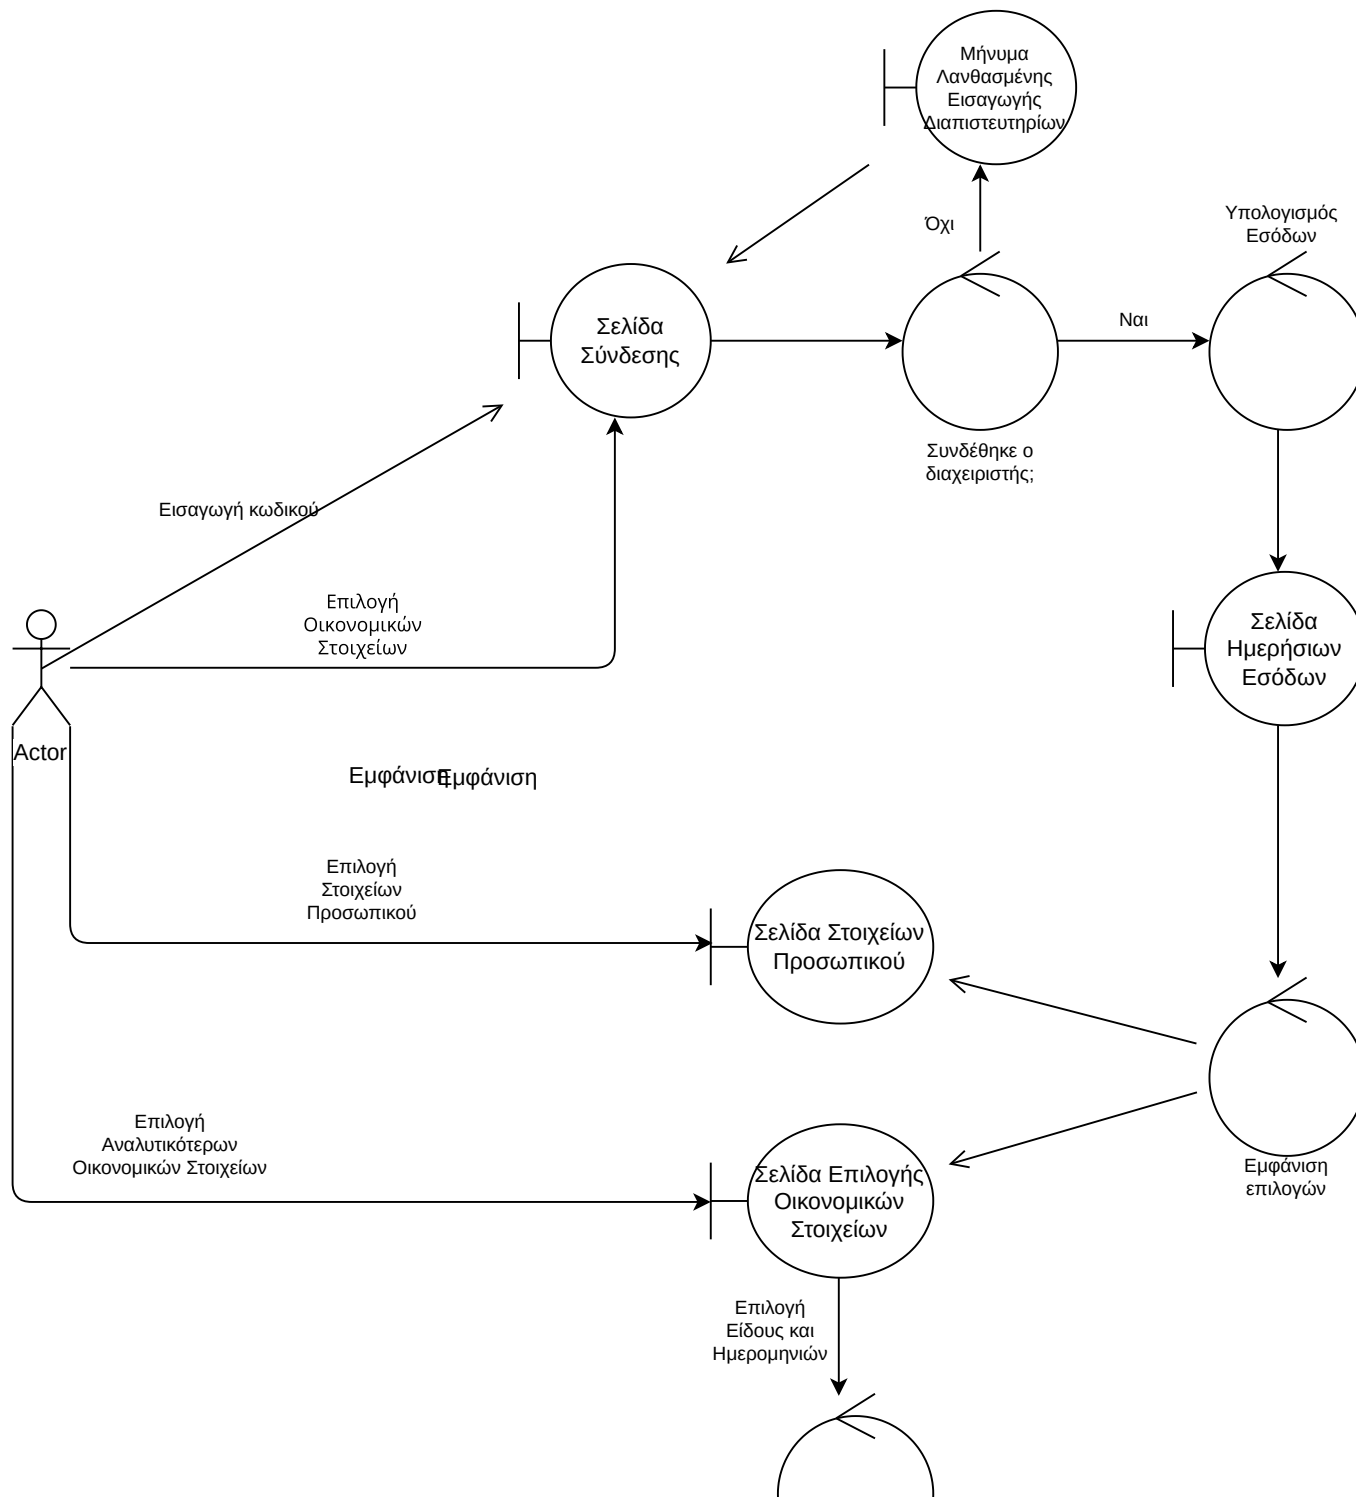 Μήνυμα
Λανθασμένης
Εισαγωγής
Διαπιστευτηρίων
Όχι
Υπολογισμός
Εσόδων
Σελίδα
Σύνδεσης
Ναι
Συνδέθηκε ο
διαχειριστής;
Εισαγωγή κωδικού
Επιλογή
Οικονομικών
Στοιχείων
Σελίδα
Ημερήσιων
Εσόδων
Actor
Εμφάνιση
Εμφάνιση
Επιλογή
Στοιχείων
Προσωπικού
Σελίδα Στοιχείων
Προσωπικού
Επιλογή
Αναλυτικότερων
Οικονομικών Στοιχείων
Σελίδα Επιλογής
Οικονομικών
Στοιχείων
Εμφάνιση
επιλογών
Επιλογή
Είδους και
Ημερομηνιών